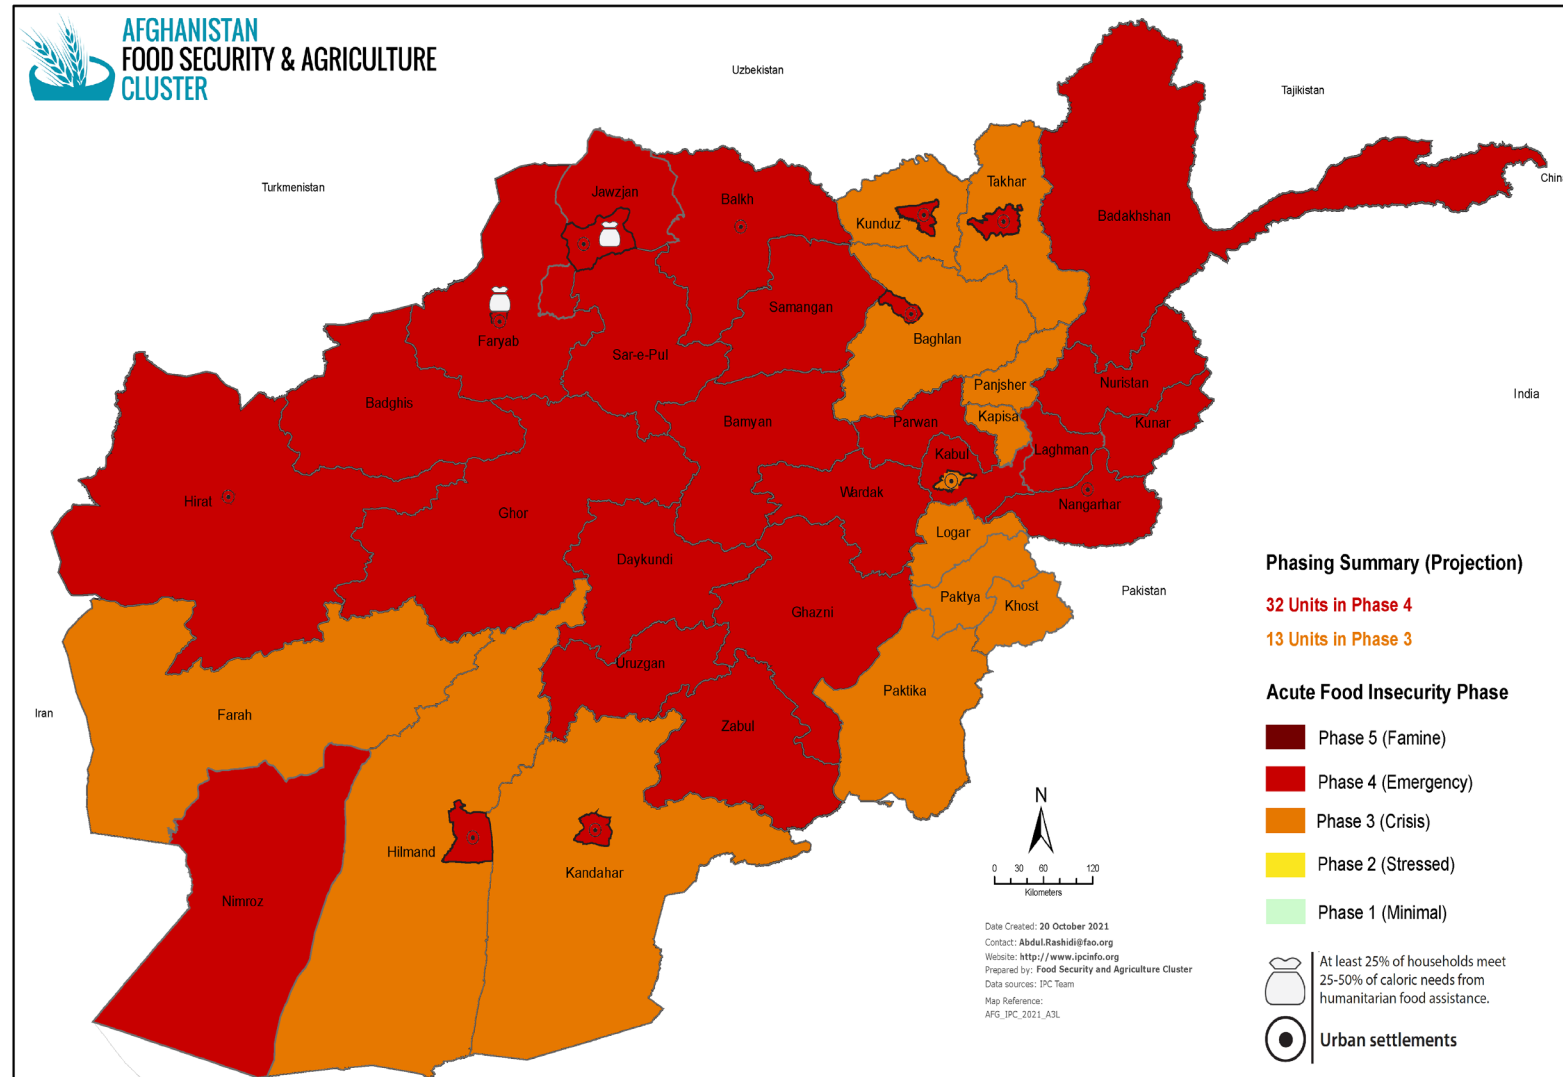 AFGHANISTAN
FOOD SECURITY & AGRICULTURE
CLUSTER
Uzbekistan
Tajikistan
Turkmenistan
China
India
Pakistan
Iran
Jawzjan
Balkh
Kunduz
Takhar
Badakhshan
Samangan
Faryab
Sar-e-Pul
Baghlan
Badghis
Bamyan
Panjsher
Kapisa
Nuristan
Kunar
Parwan
Kabul
Laghman
Nangarhar
Hirat
Ghor
Wardak
Logar
Daykundi
Ghazni
Paktya
Khost
Uruzgan
Paktika
Farah
Zabul
Hilmand
Kandahar
Nimroz
N
0 30 60 120
Kilometers
Date Created: 20 October 2021
Contact: Abdul.Rashidi@fao.org
Website: http://www.ipcinfo.org
Prepared by: Food Security and Agriculture Cluster
Data sources: IPC Team
Map Reference:
AFG_IPC_2021_A3L
Phasing Summary (Projection)
32 Units in Phase 4
13 Units in Phase 3
Acute Food Insecurity Phase
Phase 5 (Famine)
Phase 4 (Emergency)
Phase 3 (Crisis)
Phase 2 (Stressed)
Phase 1 (Minimal)
At least 25% of households meet
25-50% of caloric needs from
humanitarian food assistance.
Urban settlements